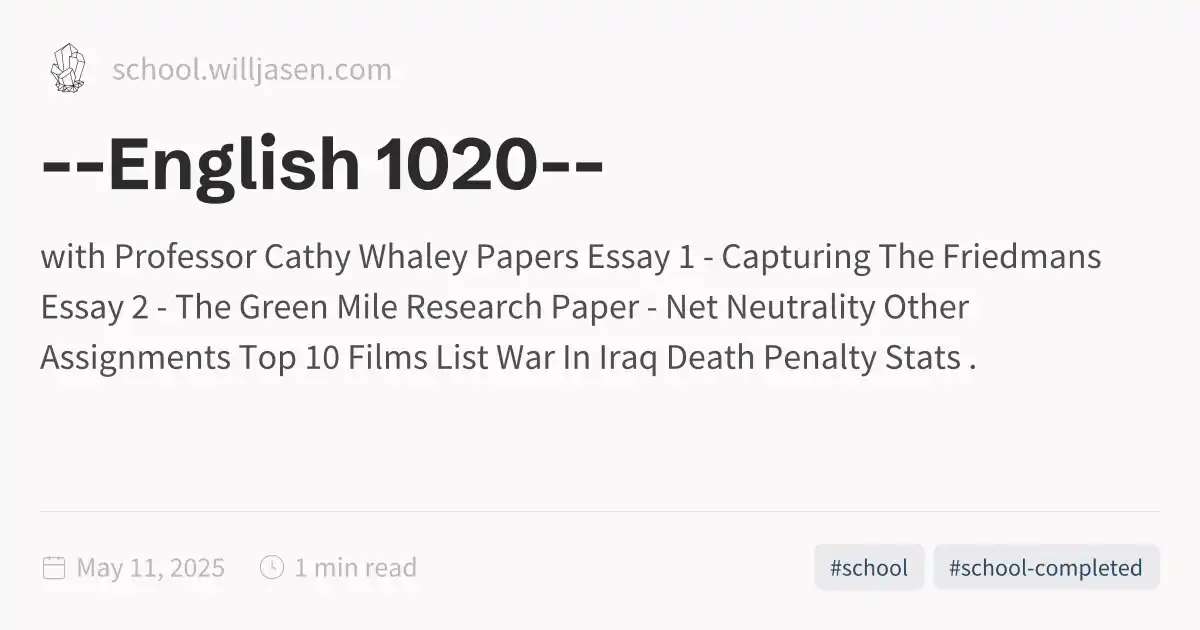 school.willjasen.com
--English 1020--
with Professor Cathy Whaley Papers Essay 1 - Capturing The Friedmans
Essay 2 - The Green Mile Research Paper - Net Neutrality Other
Assignments Top 10 Films List War In Iraq Death Penalty Stats .
May 11, 2025 1 min read #school #school-completed